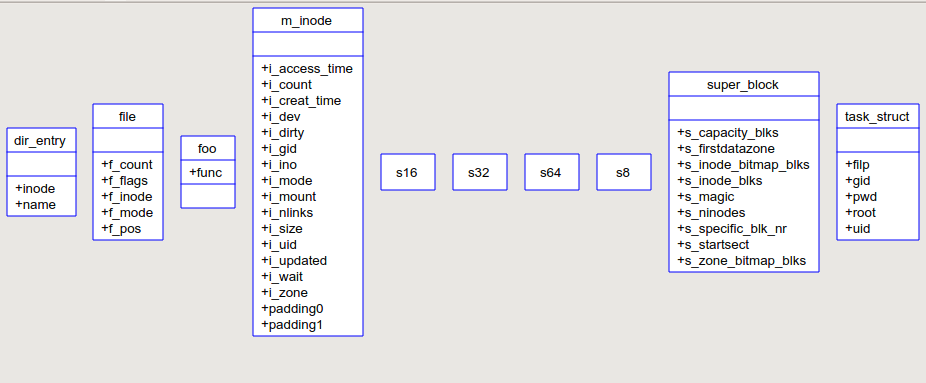 dir_entry
+inode
+name
file
+f_count
+f_flags
+f_inode
+f_mode
+f_pos
foo
+func
m_inode
+i_access_time
+i_count
+i_creat_time
+i_dev
+i_dirty
+i_gid
+i_ino
+i_mode
+i_mount
+i_nlinks
+i_size
+i_uid
+i_updated
+i_wait
+i_zone
+padding0
+padding1
s16
s32
s64
s8
super_block
+s_capacity_blks
+s_firstdatazone
+s_inode_bitmap_blks
+s_inode_blks
+s_magic
+s_ninodes
+s_specific_blk_nr
+s_startsect
+s_zone_bitmap_blks
task_struct
+filp
+gid
+pwd
+root
+uid